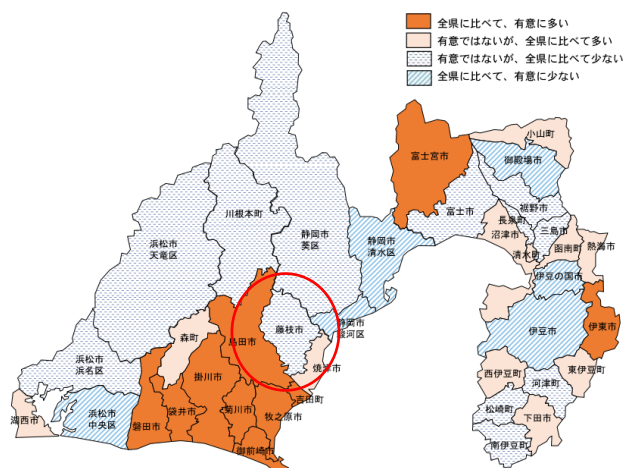 全県に比べて、有意に多い
有意ではないが、全県に比べて多い
有意ではないが、全県に比べて少ない
全県に比べて、有意に少ない
小山町
富士宮市
御殿場市
裾野市
富士市
長泉町
沼津市
三島市
清水町
函南町
熱海市
伊豆の国市
川根本町
静岡市
葵区
静岡市
清水区
浜松市
天竜区
伊豆市
伊東市
静岡市
駿河区
藤枝市
島田市
森町
焼津市
浜松市
浜名区
掛川市
西伊豆町
東伊豆町
河津町
吉田町
湖西市
浜松市
中央区
磐田市
袋井市
菊川市
牧之原市
松崎町
下田市
御前崎市
南伊豆町